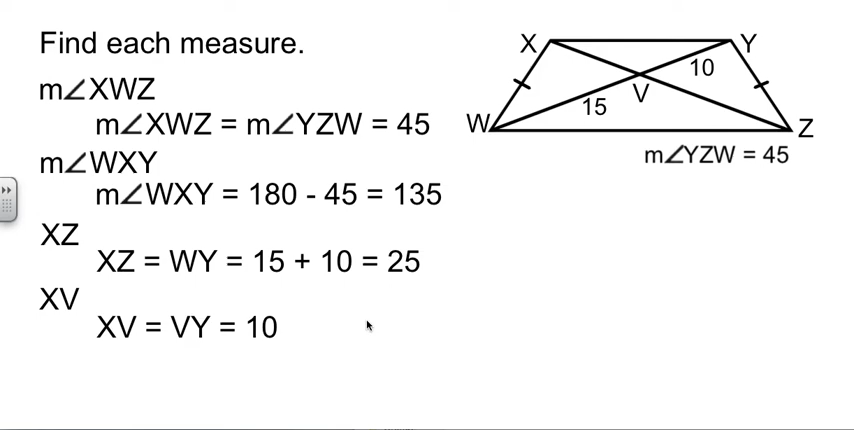 Find each measure.
m∠XWZ
m∠XWZ = m∠YZW = 45
m∠WXY
m∠WXY = 180 - 45 = 135
XZ
XZ = WY = 15 + 10 = 25
XV
XV = VY = 10
X
Y
10
V
15
W
Z
m∠YZW = 45